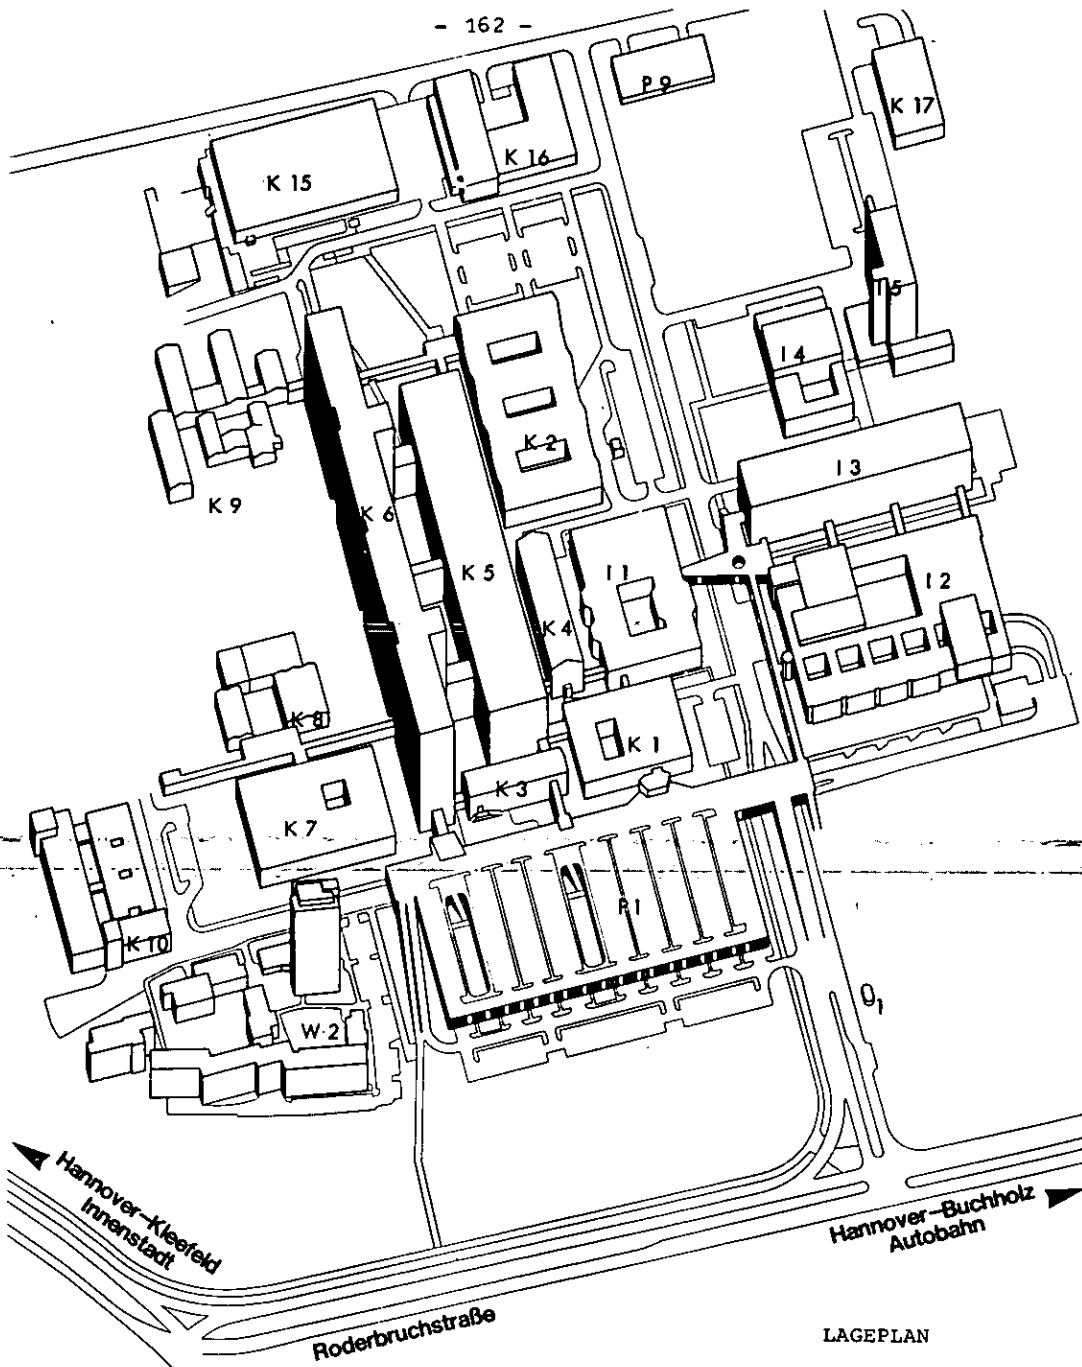 - 162 -
P 9
K 17
K 16
K 15
I 5
I 4
K 2
I 3
K 9
K 6
K 5
I 1
I 2
K 4
K 8
K 1
K 3
K 7
P 1
K 10
W 2
Hannover-Kleefeld
Innenstadt
Hannover-Buchholz
Autobahn
Roderbruchstraße
LAGEPLAN